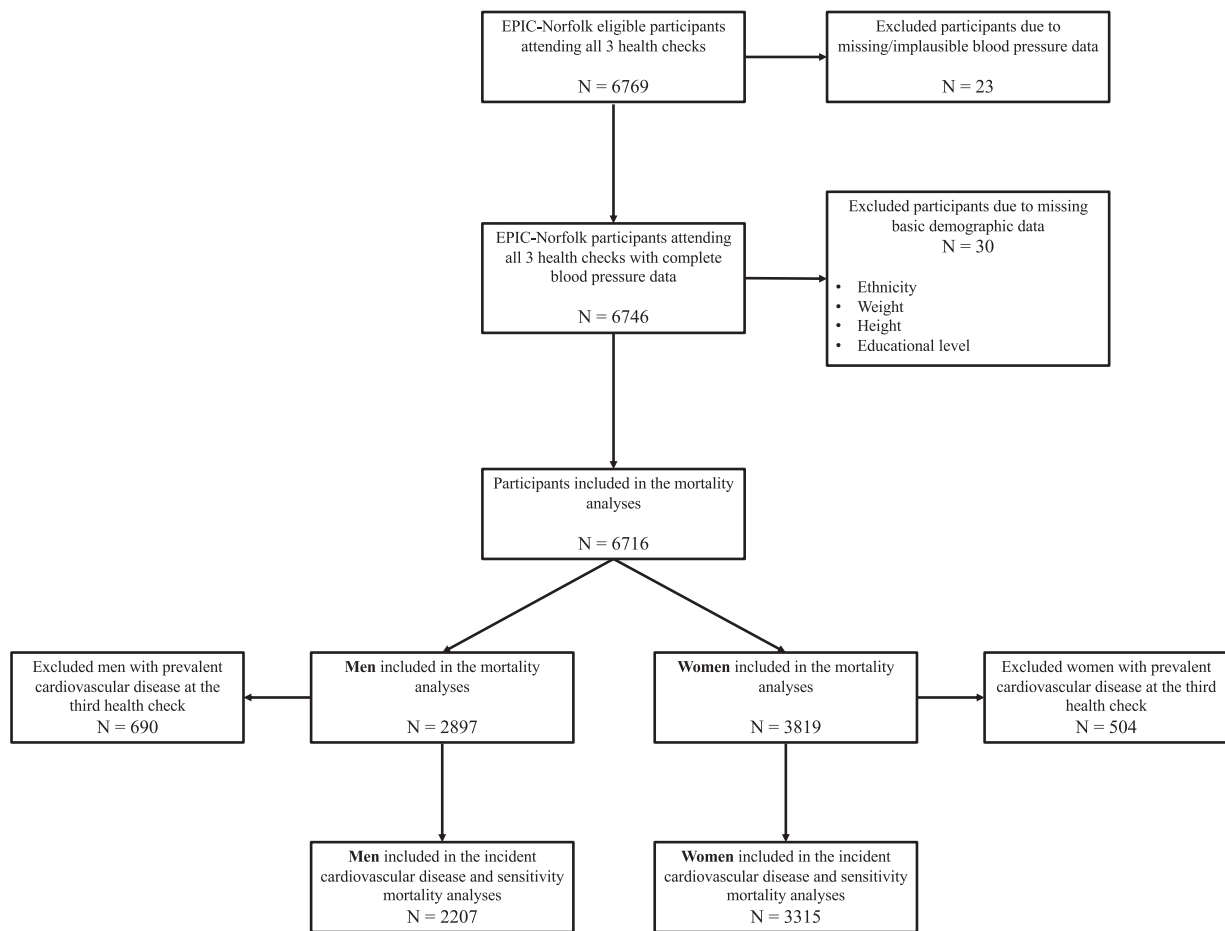 EPIC-Norfolk eligible participants
attending all 3 health checks
N = 6769
Excluded participants due to
missing/implausible blood pressure data
N = 23
EPIC-Norfolk participants attending
all 3 health checks with complete
blood pressure data
N = 6746
Excluded participants due to missing
basic demographic data
N = 30
• Ethnicity
• Weight
• Height
• Educational level
Participants included in the mortality
analyses
N = 6716
Excluded men with prevalent
cardiovascular disease at the
third health check
N = 690
Men included in the mortality
analyses
N = 2897
Women included in the mortality
analyses
N = 3819
Excluded women with prevalent
cardiovascular disease at the third
health check
N = 504
Men included in the incident
cardiovascular disease and sensitivity
mortality analyses
N = 2207
Women included in the incident
cardiovascular disease and sensitivity
mortality analyses
N = 3315